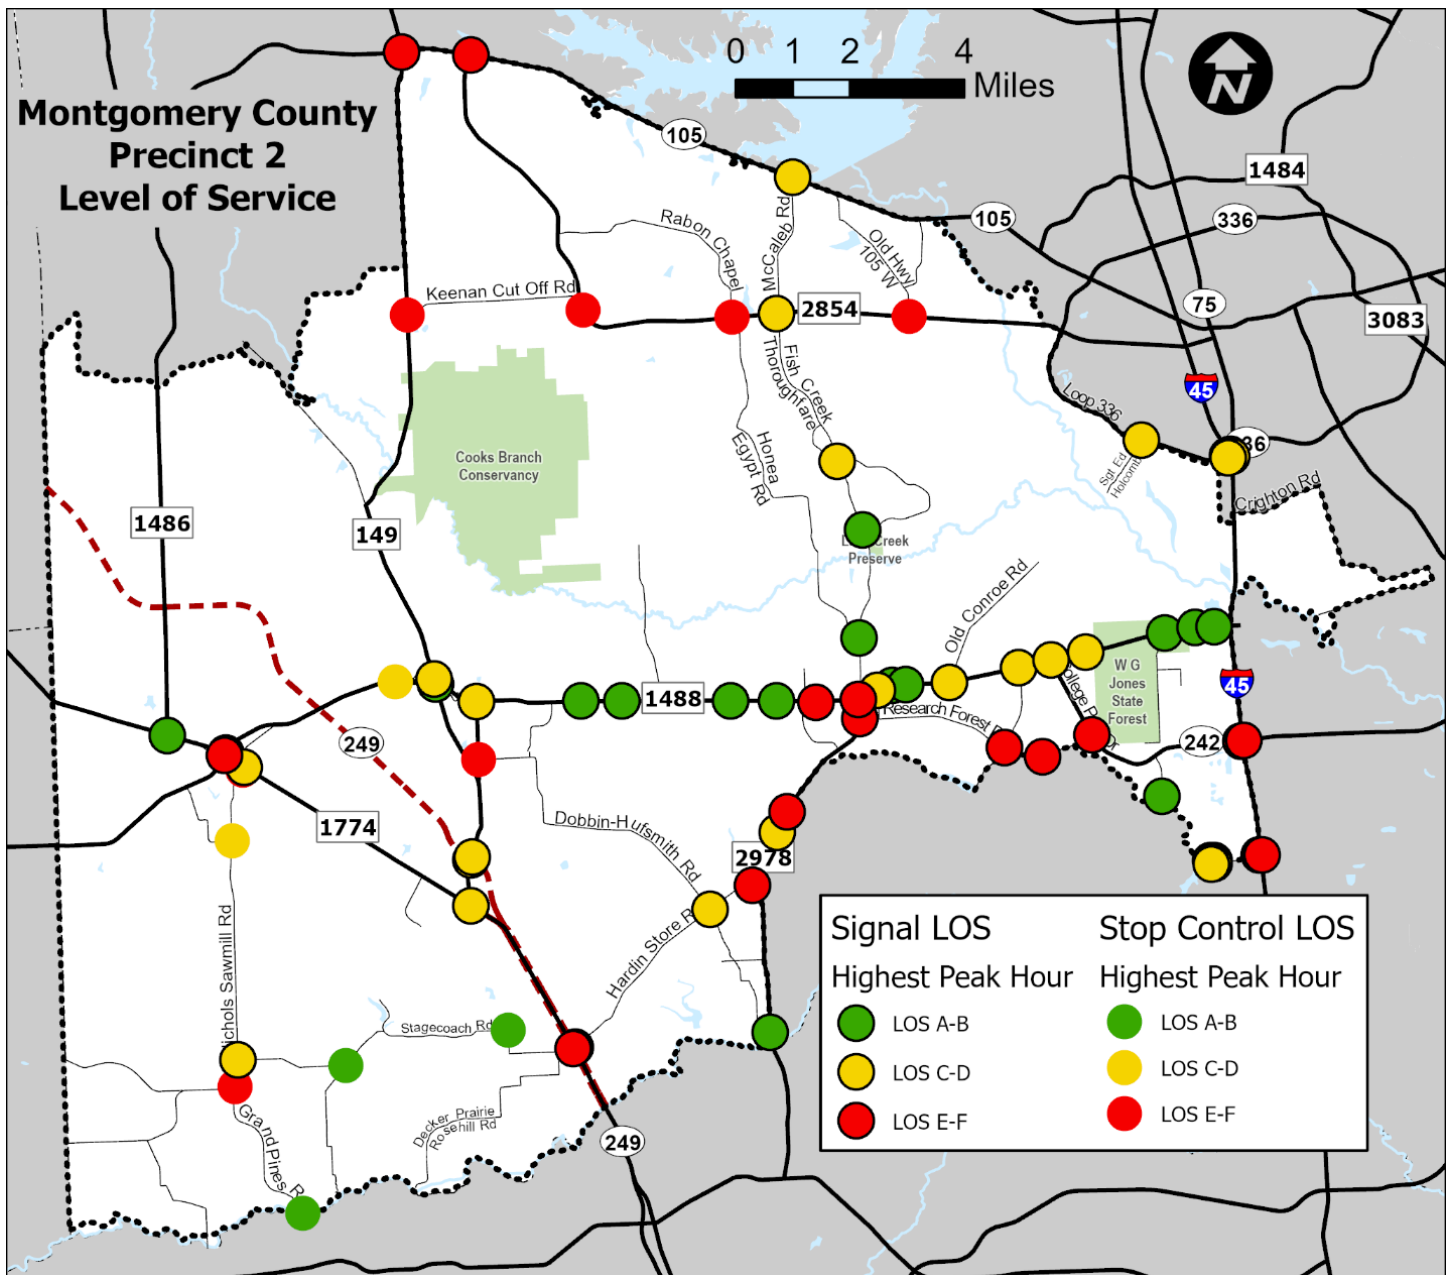 Montgomery County
Precinct 2
Level of Service
0 1 2 4
Miles
N
105
1484
105
336
75
3083
45
Rabon Chapel
McCaleb Rd
Old Hwy
105 W
Keenan Cut Off Rd
2854
Fish Creek
Thoroughfare
Loop 336
36
Sgt Ed
Holcomb
Crighton Rd
Cooks Branch
Conservancy
Honea
Egypt Rd
1486
149
Creek
Preserve
Old Conroe Rd
W G
Jones
State
Forest
1488
45
Research Forest
242
249
1774
Dobbin-Hufsmith Rd
2978
Hardin Store R
Nichols Sawmill Rd
Stagecoach Rd
Grand Pines R
Decker Prairie
Rosehill Rd
249
Signal LOS
Highest Peak Hour
LOS A-B
LOS C-D
LOS E-F
Stop Control LOS
Highest Peak Hour
LOS A-B
LOS C-D
LOS E-F